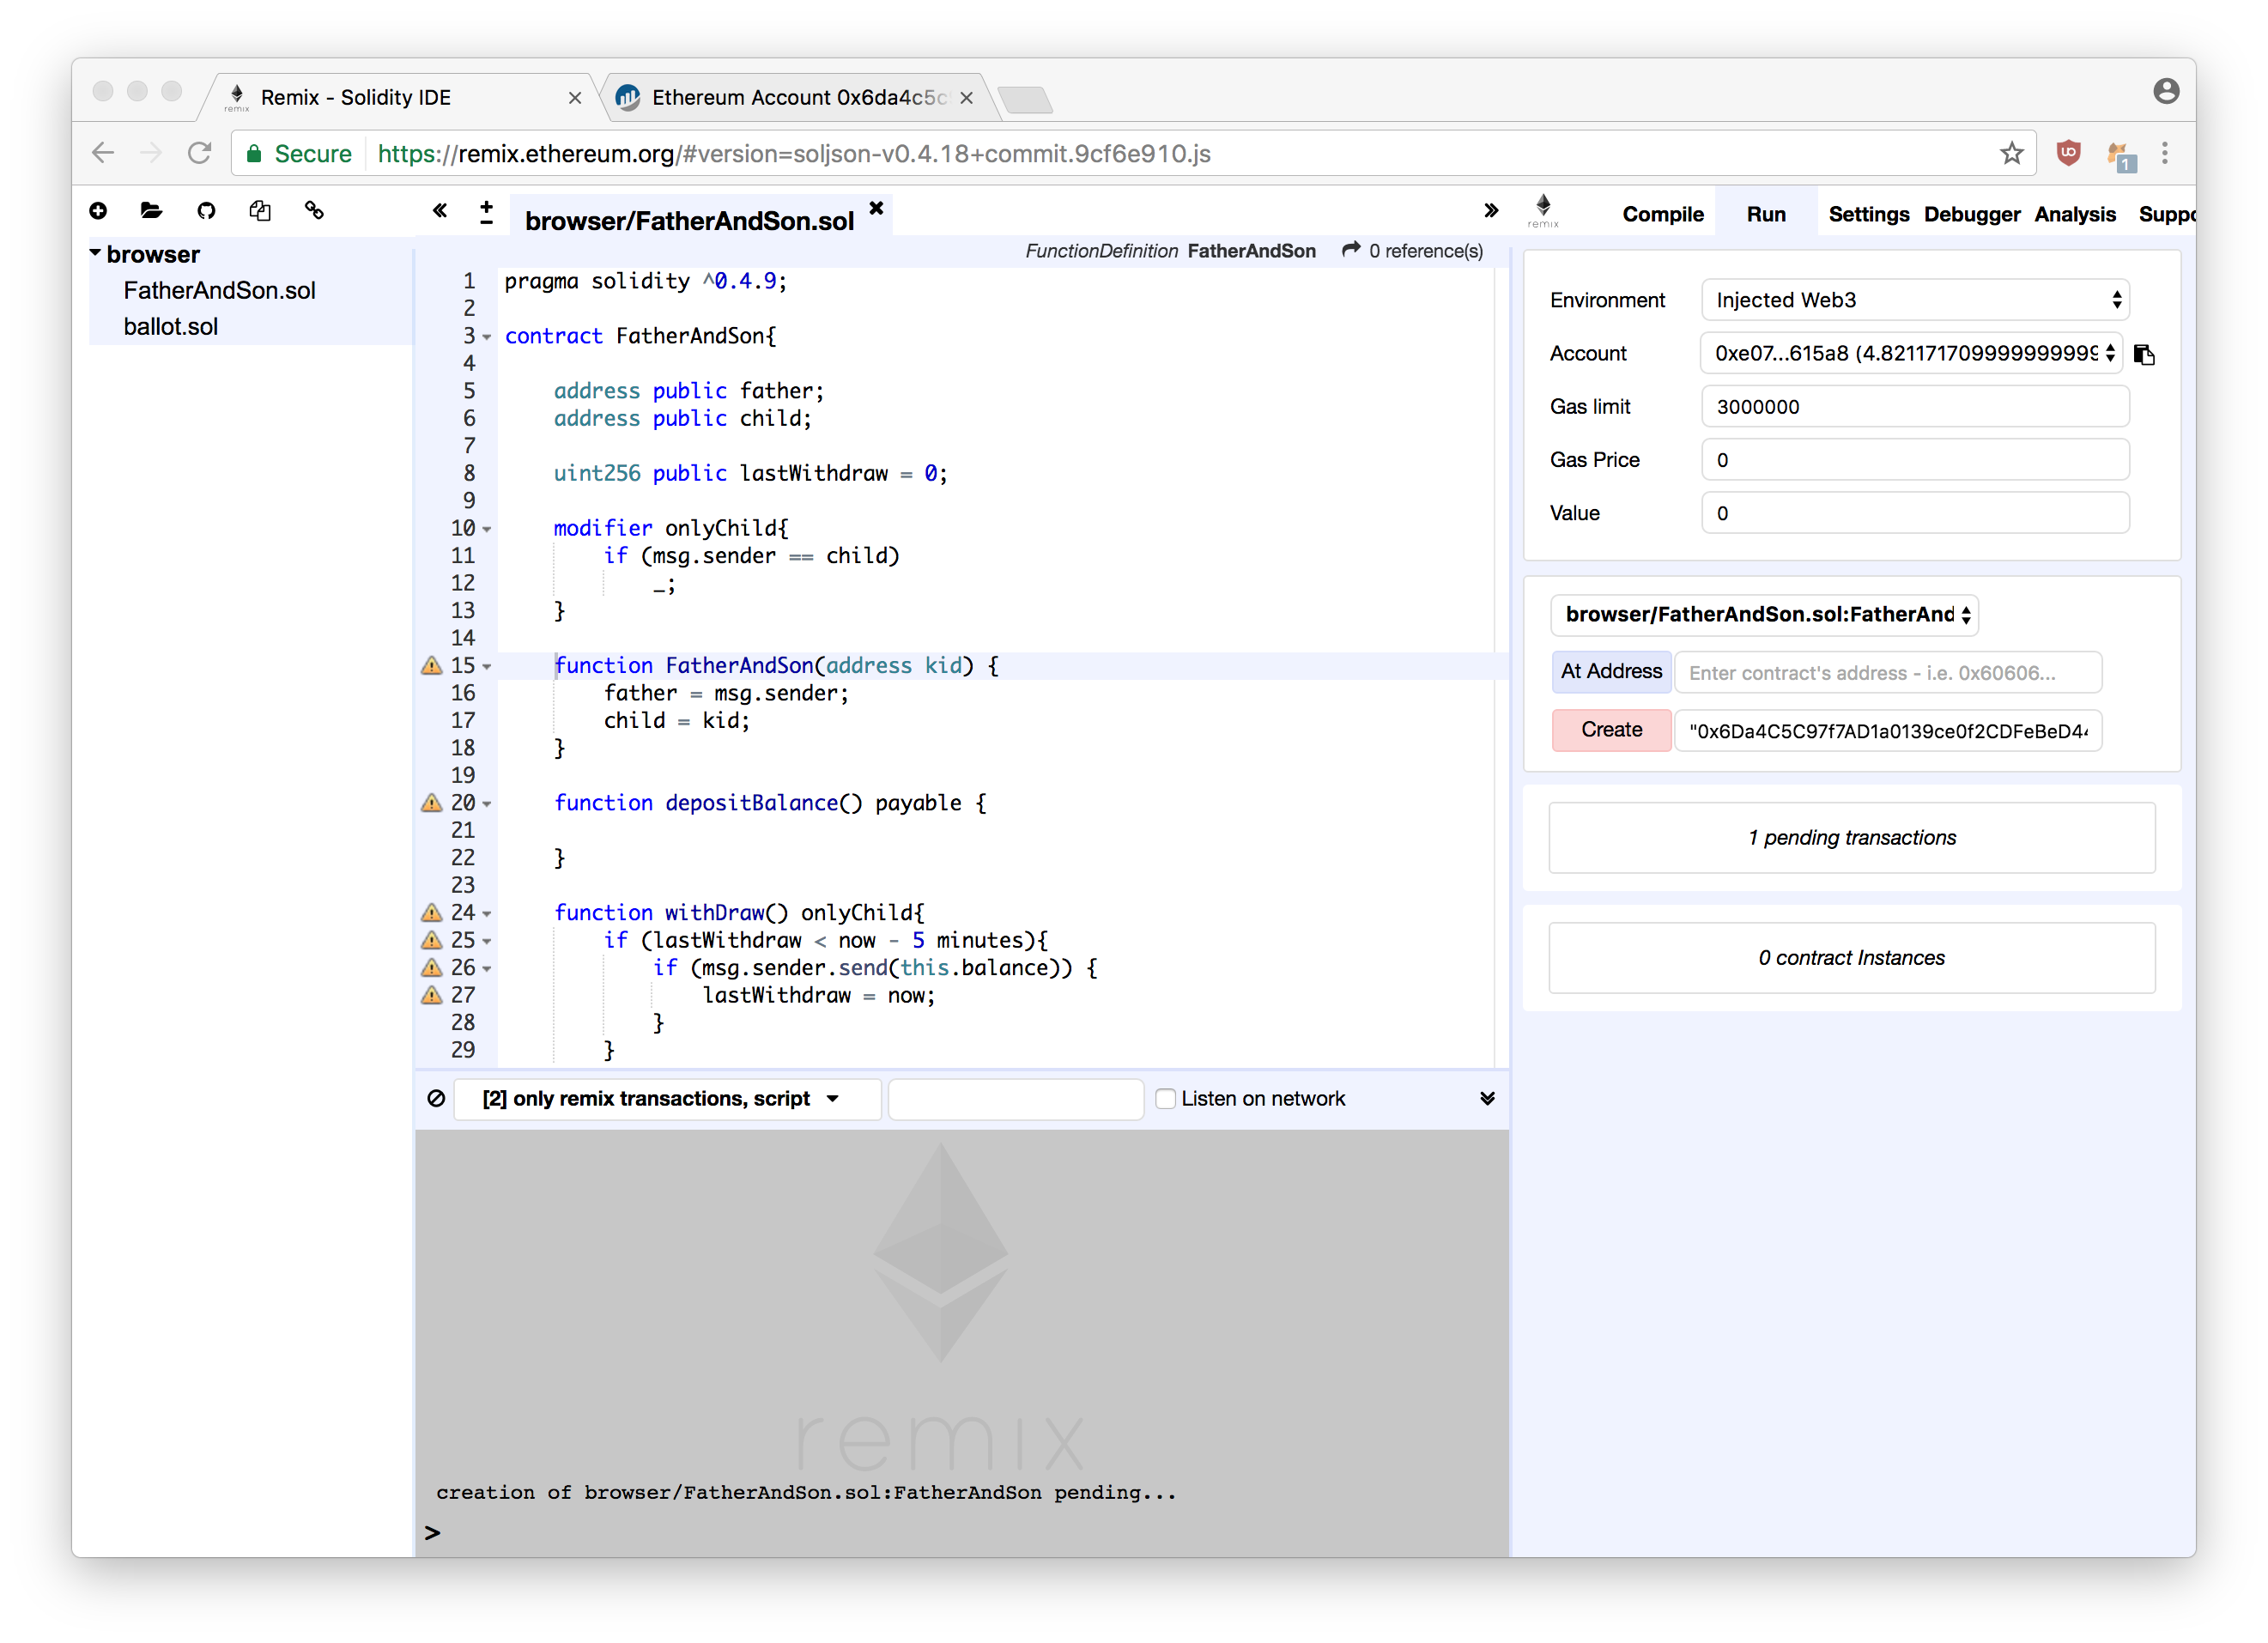 remix Remix - Solidity IDE Ethereum Account 0x6da4c5c
Secure https://remix.ethereum.org/#version=soljson-v0.4.18+commit.9cf6e910.js 1
browser/FatherAndSon.sol remix Compile Run Settings Debugger Analysis Suppo
browser
FatherAndSon.sol
ballot.sol
FunctionDefinition FatherAndSon 0 reference(s)
1 pragma solidity ^0.4.9;
2
3 contract FatherAndSon{
4
5 address public father;
6 address public child;
7
8 uint256 public lastWithdraw = 0;
9
10 modifier onlyChild{
11 if (msg.sender == child)
12 _;
13 }
14
15 function FatherAndSon(address kid) {
16 father = msg.sender;
17 child = kid;
18 }
19
20 function depositBalance() payable {
21
22 }
23
24 function withDraw() onlyChild{
25 if (lastWithdraw < now - 5 minutes){
26 if (msg.sender.send(this.balance)) {
27 lastWithdraw = now;
28 }
29 }
[2] only remix transactions, script Listen on network
remix
creation of browser/FatherAndSon.sol:FatherAndSon pending...
>
Environment Injected Web3
Account 0xe07...615a8 (4.821171709999999999
Gas limit 3000000
Gas Price 0
Value 0
browser/FatherAndSon.sol:FatherAnd
At Address Enter contract's address - i.e. 0x60606...
Create "0x6Da4C5C97f7AD1a0139ce0f2CDFeBeD44
1 pending transactions
0 contract Instances